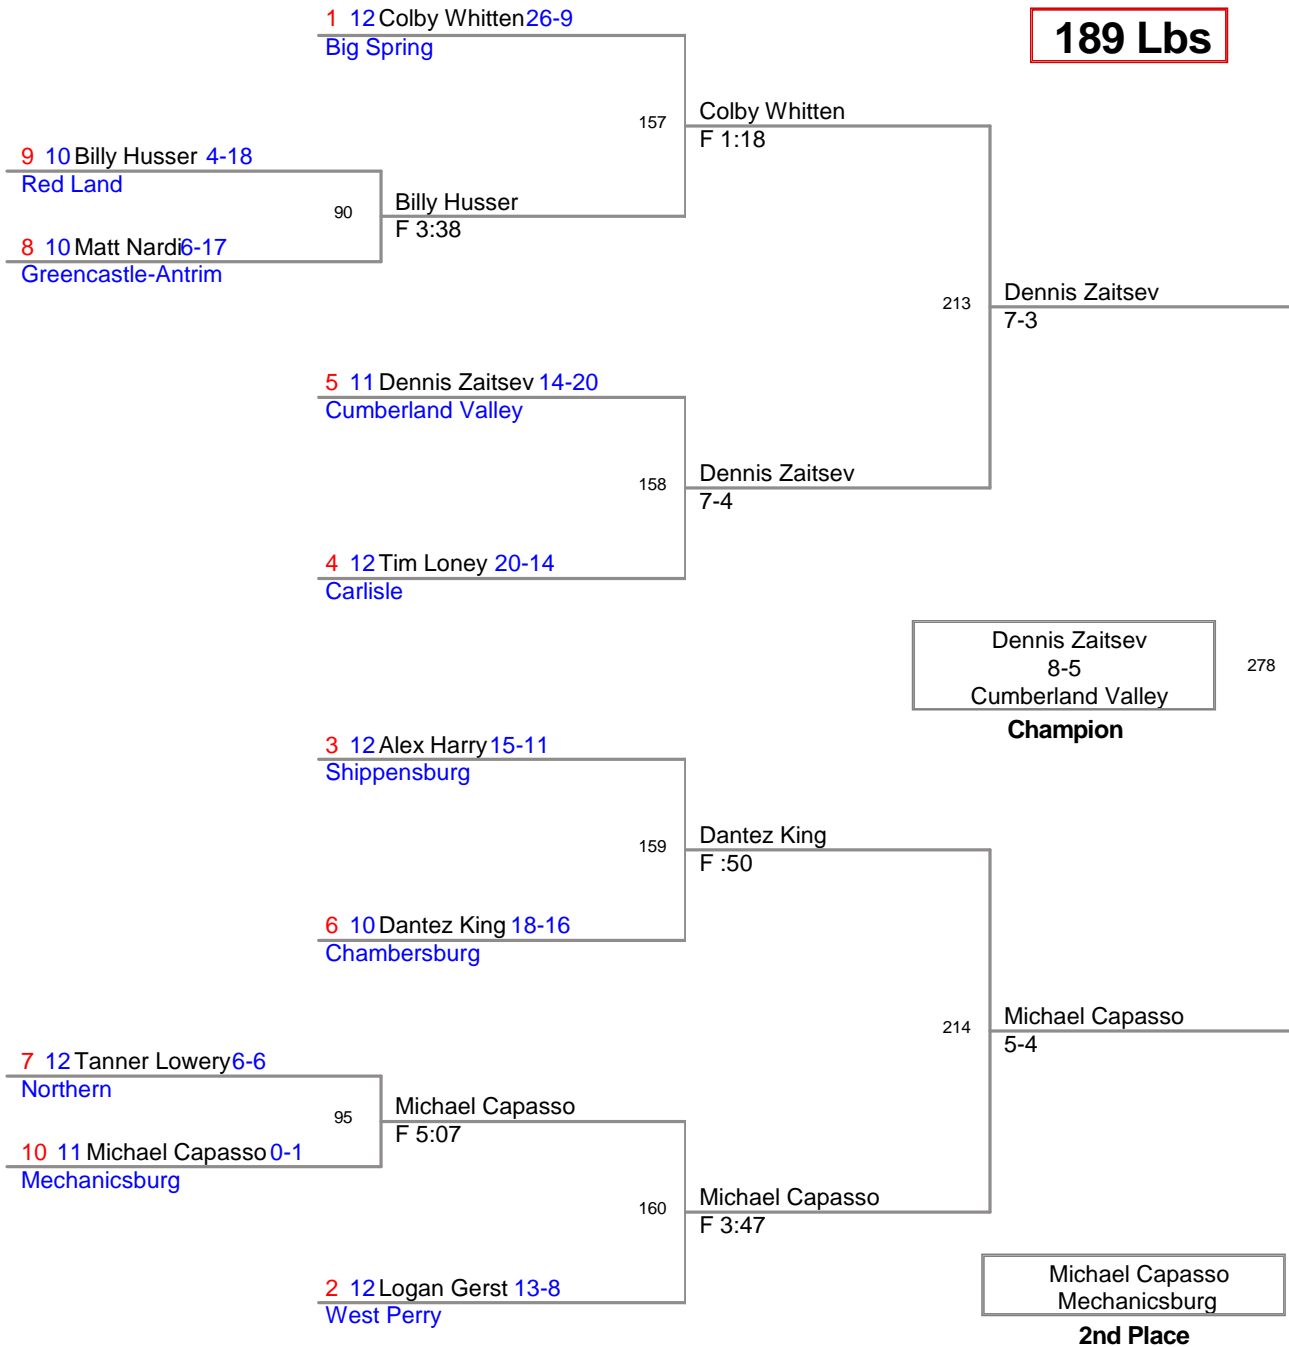 1 12 Colby Whitten 26-9
Big Spring
189 Lbs
157
Colby Whitten
F 1:18
9 10 Billy Husser 4-18
Red Land
90
Billy Husser
F 3:38
8 10 Matt Nardi 6-17
Greencastle-Antrim
213
Dennis Zaitsev
7-3
5 11 Dennis Zaitsev 14-20
Cumberland Valley
158
Dennis Zaitsev
7-4
4 12 Tim Loney 20-14
Carlisle
Dennis Zaitsev
8-5
Cumberland Valley
278
Champion
3 12 Alex Harry 15-11
Shippensburg
159
Dantez King
F :50
6 10 Dantez King 18-16
Chambersburg
214
Michael Capasso
5-4
7 12 Tanner Lowery 6-6
Northern
95
Michael Capasso
F 5:07
10 11 Michael Capasso 0-1
Mechanicsburg
160
Michael Capasso
F 3:47
2 12 Logan Gerst 13-8
West Perry
Michael Capasso
Mechanicsburg
2nd Place